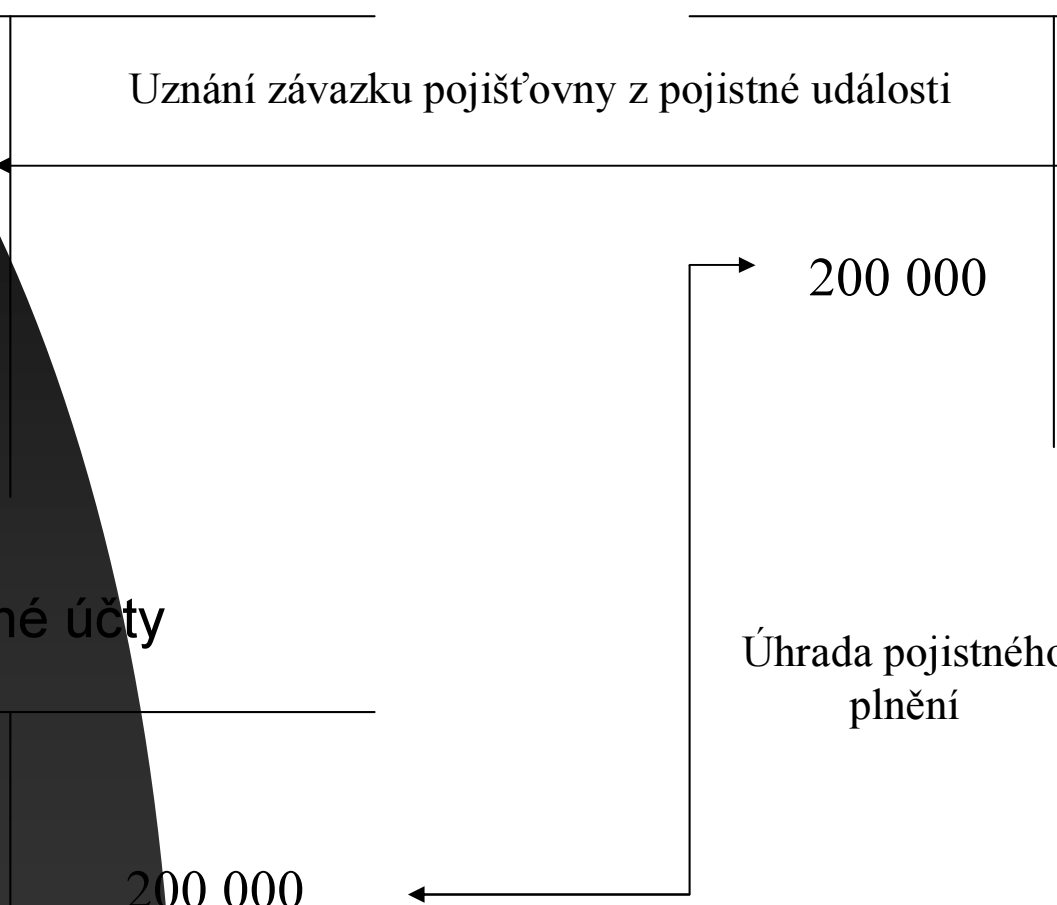 Uznání závazku pojišťovny z pojistné události
200 000
né účty
Úhrada pojistného
plnění
200 000